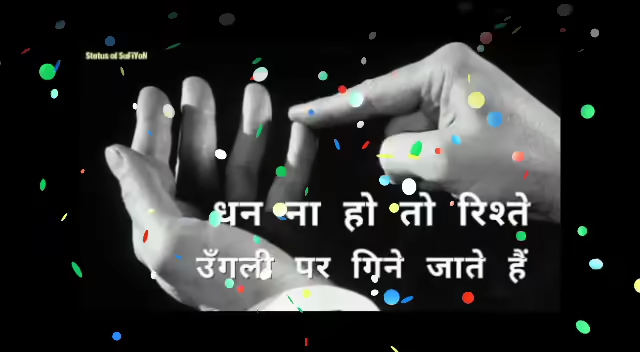 Status of SufiYaN
धन ना हो तो रिश्ते
उँगली पर गिने जाते हैं